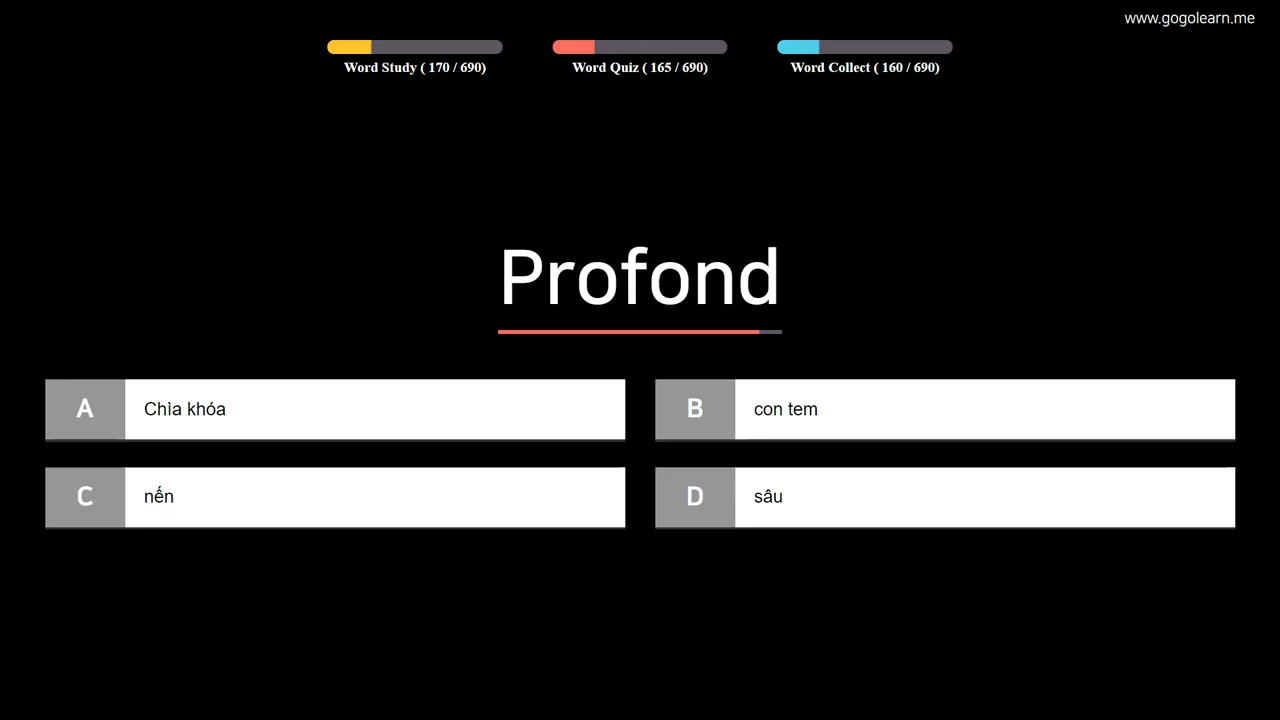 www.gogolearn.me
Word Study ( 170 / 690)
Word Quiz ( 165 / 690)
Word Collect ( 160 / 690)
Profond
A Chìa khóa
B con tem
C nến
D sâu